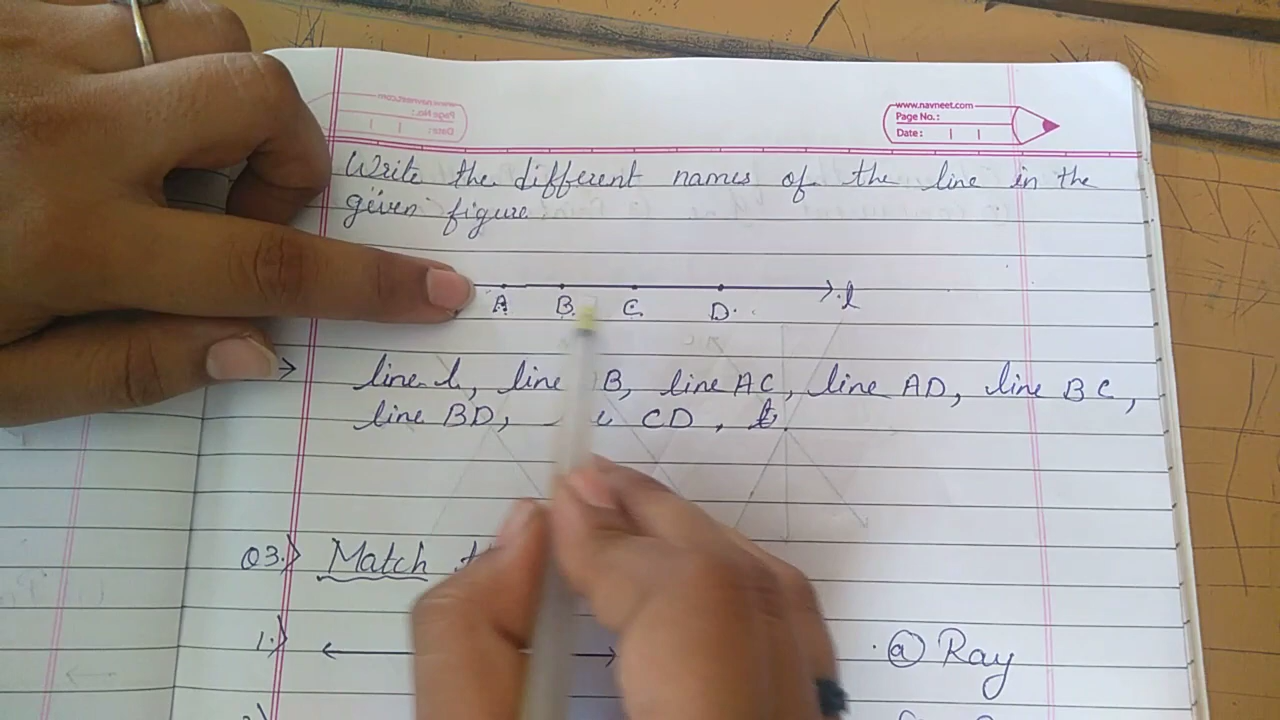 www.navneet.com
Page No.:
Date:
Write the different names of the line in the
given figure
A B C D l
line l, line B, line AC, line AD, line BC,
line BD, CD,
Q3.) Match
1.) (a) Ray